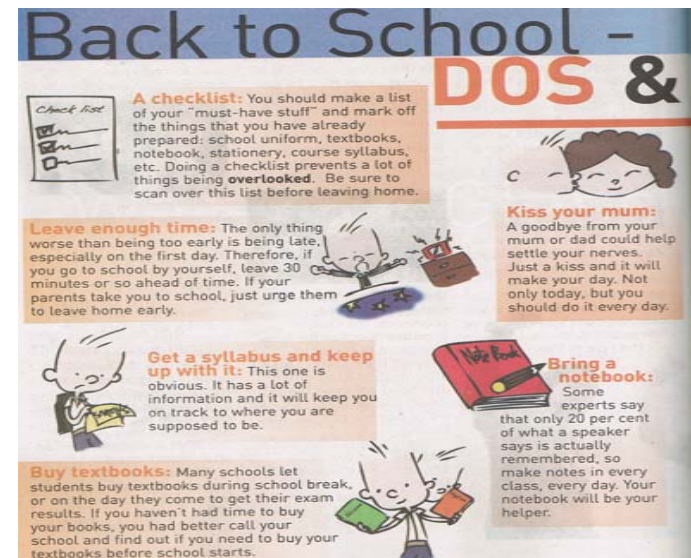 Back to School -
DOS &
Check list
A checklist: You should make a list
of your "must-have stuff" and mark off
the things that you have already
prepared: school uniform, textbooks,
notebook, stationery, course syllabus,
etc. Doing a checklist prevents a lot of
things being overlooked. Be sure to
scan over this list before leaving home.
Kiss your mum:
A goodbye from your
mum or dad could help
settle your nerves.
Just a kiss and it will
make your day. Not
only today, but you
should do it every day.
Leave enough time: The only thing
worse than being too early is being late,
especially on the first day. Therefore, if
you go to school by yourself, leave 30
minutes or so ahead of time. If your
parents take you to school, just urge them
to leave home early.
Get a syllabus and keep
up with it: This one is
obvious. It has a lot of
information and it will keep you
on track to where you are
supposed to be.
Note Book
Bring a
notebook:
Some
experts say
that only 20 per cent
of what a speaker
says is actually
remembered, so
make notes in every
class, every day. Your
notebook will be your
helper.
Buy textbooks: Many schools let
students buy textbooks during school break,
or on the day they come to get their exam
results. If you haven't had time to buy
your books, you had better call your
school and find out if you need to buy your
textbooks before school starts.